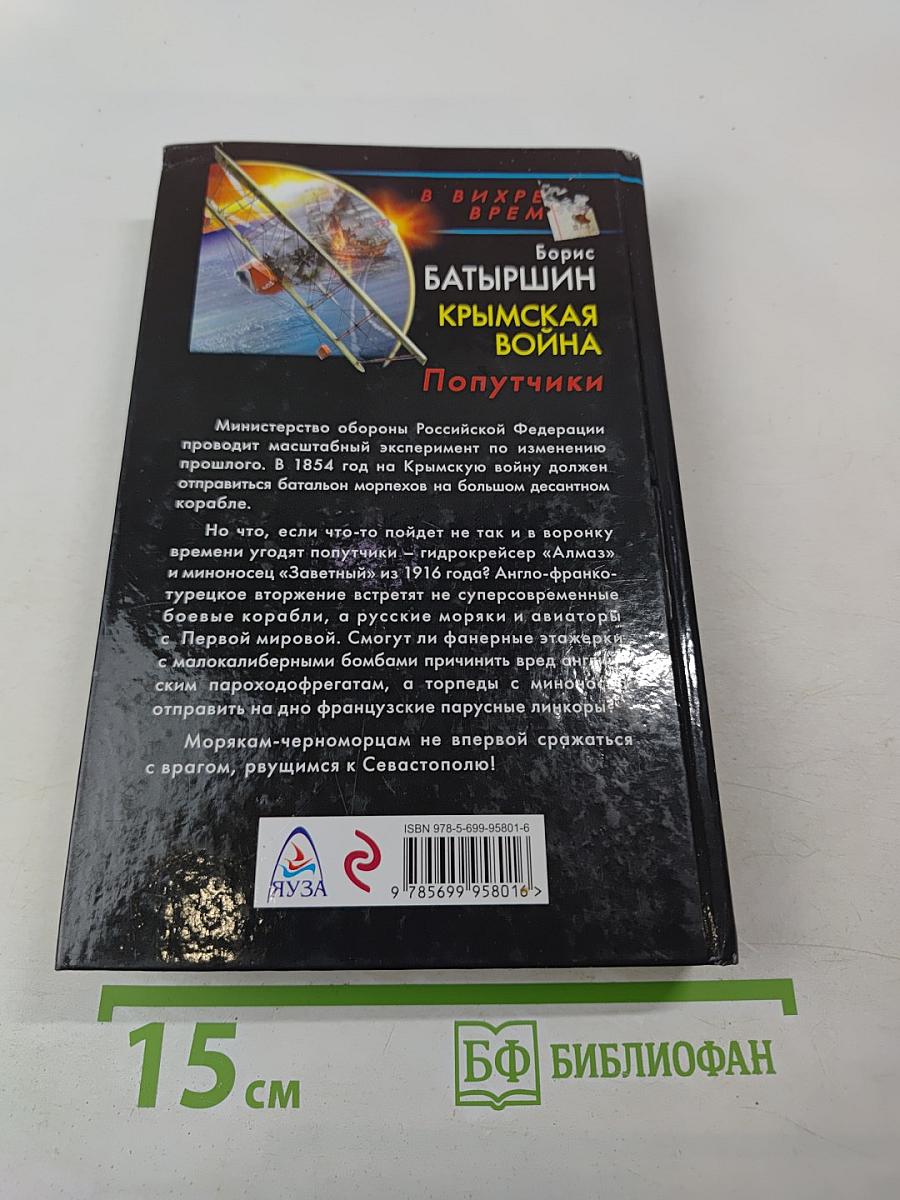 В ВИХРЕ
ВРЕМ
Борис
БАТЫРШИН
КРЫМСКАЯ
ВОЙНА
Попутчики
Министерство обороны Российской Федерации
проводит масштабный эксперимент по изменению
прошлого. В 1854 год на Крымскую войну должен
отправиться батальон морпехов на большом десантном
корабле.
Но что, если что-то пойдет не так и в воронку
времени угодят попутчики – гидрокрейсер «Алмаз»
и миноносец «Заветный» из 1916 года? Англо-франко-
турецкое вторжение встретят не суперсовременные
боевые корабли, а русские моряки и авиаторы
с Первой мировой. Смогут ли фанерные этажерки
с малокалиберными бомбами причинить вред англий
ским пароходофрегатам, а торпеды с миноносца
отправить на дно французские парусные линкоры?
Морякам-черноморцам не впервой сражаться
с врагом, рвущимся к Севастополю!
ISBN 978-5-699-95801-6
ЯУЗА
9 785699 958016 >
15 см
БФ БИБЛИОФАН